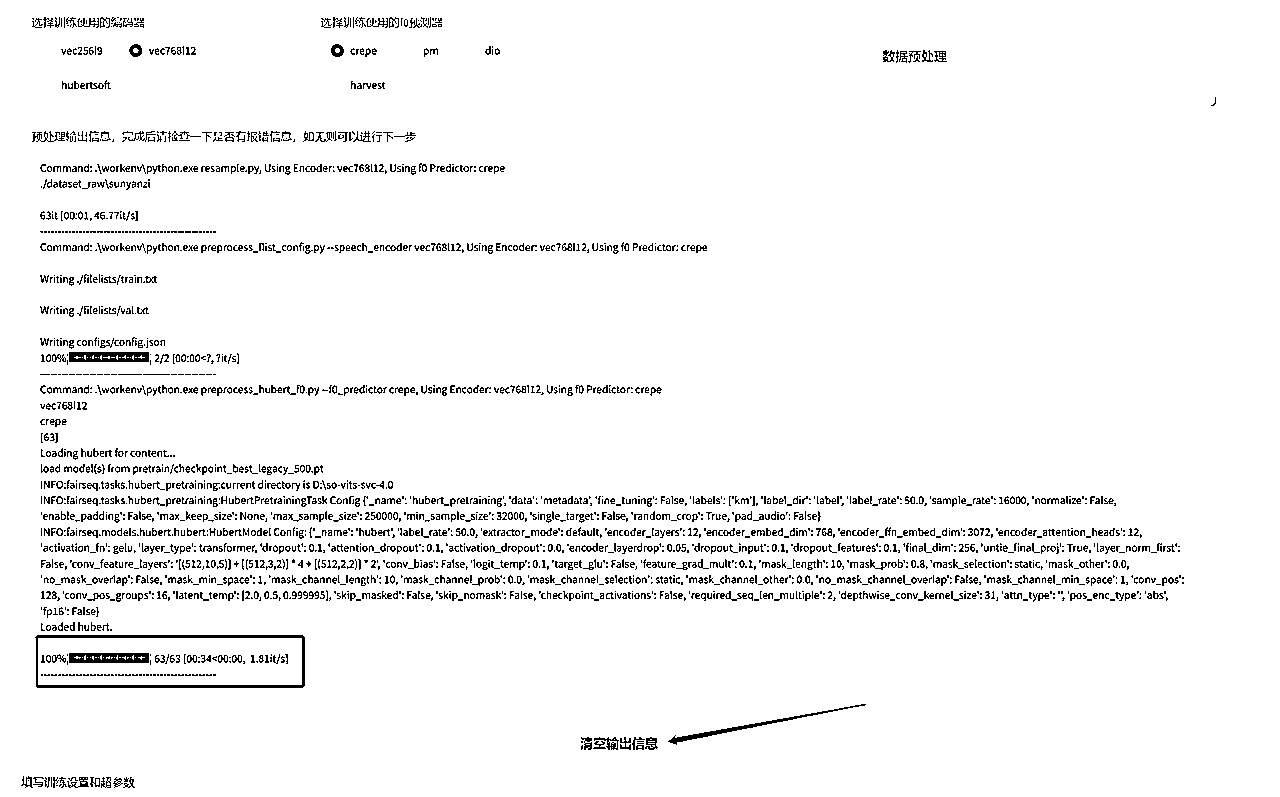 选择训练使用的编码器
选择训练使用的f0预测器
vec256l9 vec768l12
crepe pm dio
数据预处理
hubertsoft
harvest
预处理输出信息，完成后请检查一下是否有报错信息，如无则可以进行下一步
Command: .\workenv\python.exe resample.py, Using Encoder: vec768l12, Using f0 Predictor: crepe
./dataset_raw\sunyanzi
63it [00:01, 46.77it/s]
--------------------------------------------------
Command: .\workenv\python.exe preprocess_flist_config.py --speech_encoder vec768l12, Using Encoder: vec768l12, Using f0 Predictor: crepe
Writing ./filelists/train.txt
Writing ./filelists/val.txt
Writing configs/config.json
100%|██████████| 2/2 [00:00<?, ?it/s]
--------------------------------------------------
Command: .\workenv\python.exe preprocess_hubert_f0.py --f0_predictor crepe, Using Encoder: vec768l12, Using f0 Predictor: crepe
vec768l12
crepe
[63]
Loading hubert for content...
load model(s) from pretrain/checkpoint_best_legacy_500.pt
INFO:fairseq.tasks.hubert_pretraining:current directory is D:\so-vits-svc-4.0
INFO:fairseq.tasks.hubert_pretraining:HubertPretrainingTask Config {'_name': 'hubert_pretraining', 'data': 'metadata', 'fine_tuning': False, 'labels': ['km'], 'label_dir': 'label', 'label_rate': 50.0, 'sample_rate': 16000, 'normalize': False,
'enable_padding': False, 'max_keep_size': None, 'max_sample_size': 250000, 'min_sample_size': 32000, 'single_target': False, 'random_crop': True, 'pad_audio': False}
INFO:fairseq.models.hubert.hubert:HubertModel Config: {'_name': 'hubert', 'label_rate': 50.0, 'extractor_mode': default, 'encoder_layers': 12, 'encoder_embed_dim': 768, 'encoder_ffn_embed_dim': 3072, 'encoder_attention_heads': 12,
'activation_fn': gelu, 'layer_type': transformer, 'dropout': 0.1, 'attention_dropout': 0.1, 'activation_dropout': 0.0, 'encoder_layerdrop': 0.05, 'dropout_input': 0.1, 'dropout_features': 0.1, 'final_dim': 256, 'untie_final_proj': True, 'layer_norm_first':
False, 'conv_feature_layers': '[(512,10,5)] + [(512,3,2)] * 4 + [(512,2,2)] * 2', 'conv_bias': False, 'logit_temp': 0.1, 'target_glu': False, 'feature_grad_mult': 0.1, 'mask_length': 10, 'mask_prob': 0.8, 'mask_selection': static, 'mask_other': 0.0,
'no_mask_overlap': False, 'mask_min_space': 1, 'mask_channel_length': 10, 'mask_channel_prob': 0.0, 'mask_channel_selection': static, 'mask_channel_other': 0.0, 'no_mask_channel_overlap': False, 'mask_channel_min_space': 1, 'conv_pos':
128, 'conv_pos_groups': 16, 'latent_temp': [2.0, 0.5, 0.999995], 'skip_masked': False, 'skip_nomask': False, 'checkpoint_activations': False, 'required_seq_len_multiple': 2, 'depthwise_conv_kernel_size': 31, 'attn_type': '', 'pos_enc_type': 'abs',
'fp16': False}
Loaded hubert.
100%|██████████| 63/63 [00:34<00:00, 1.81it/s]
--------------------------------------------------
清空输出信息
填写训练设置和超参数